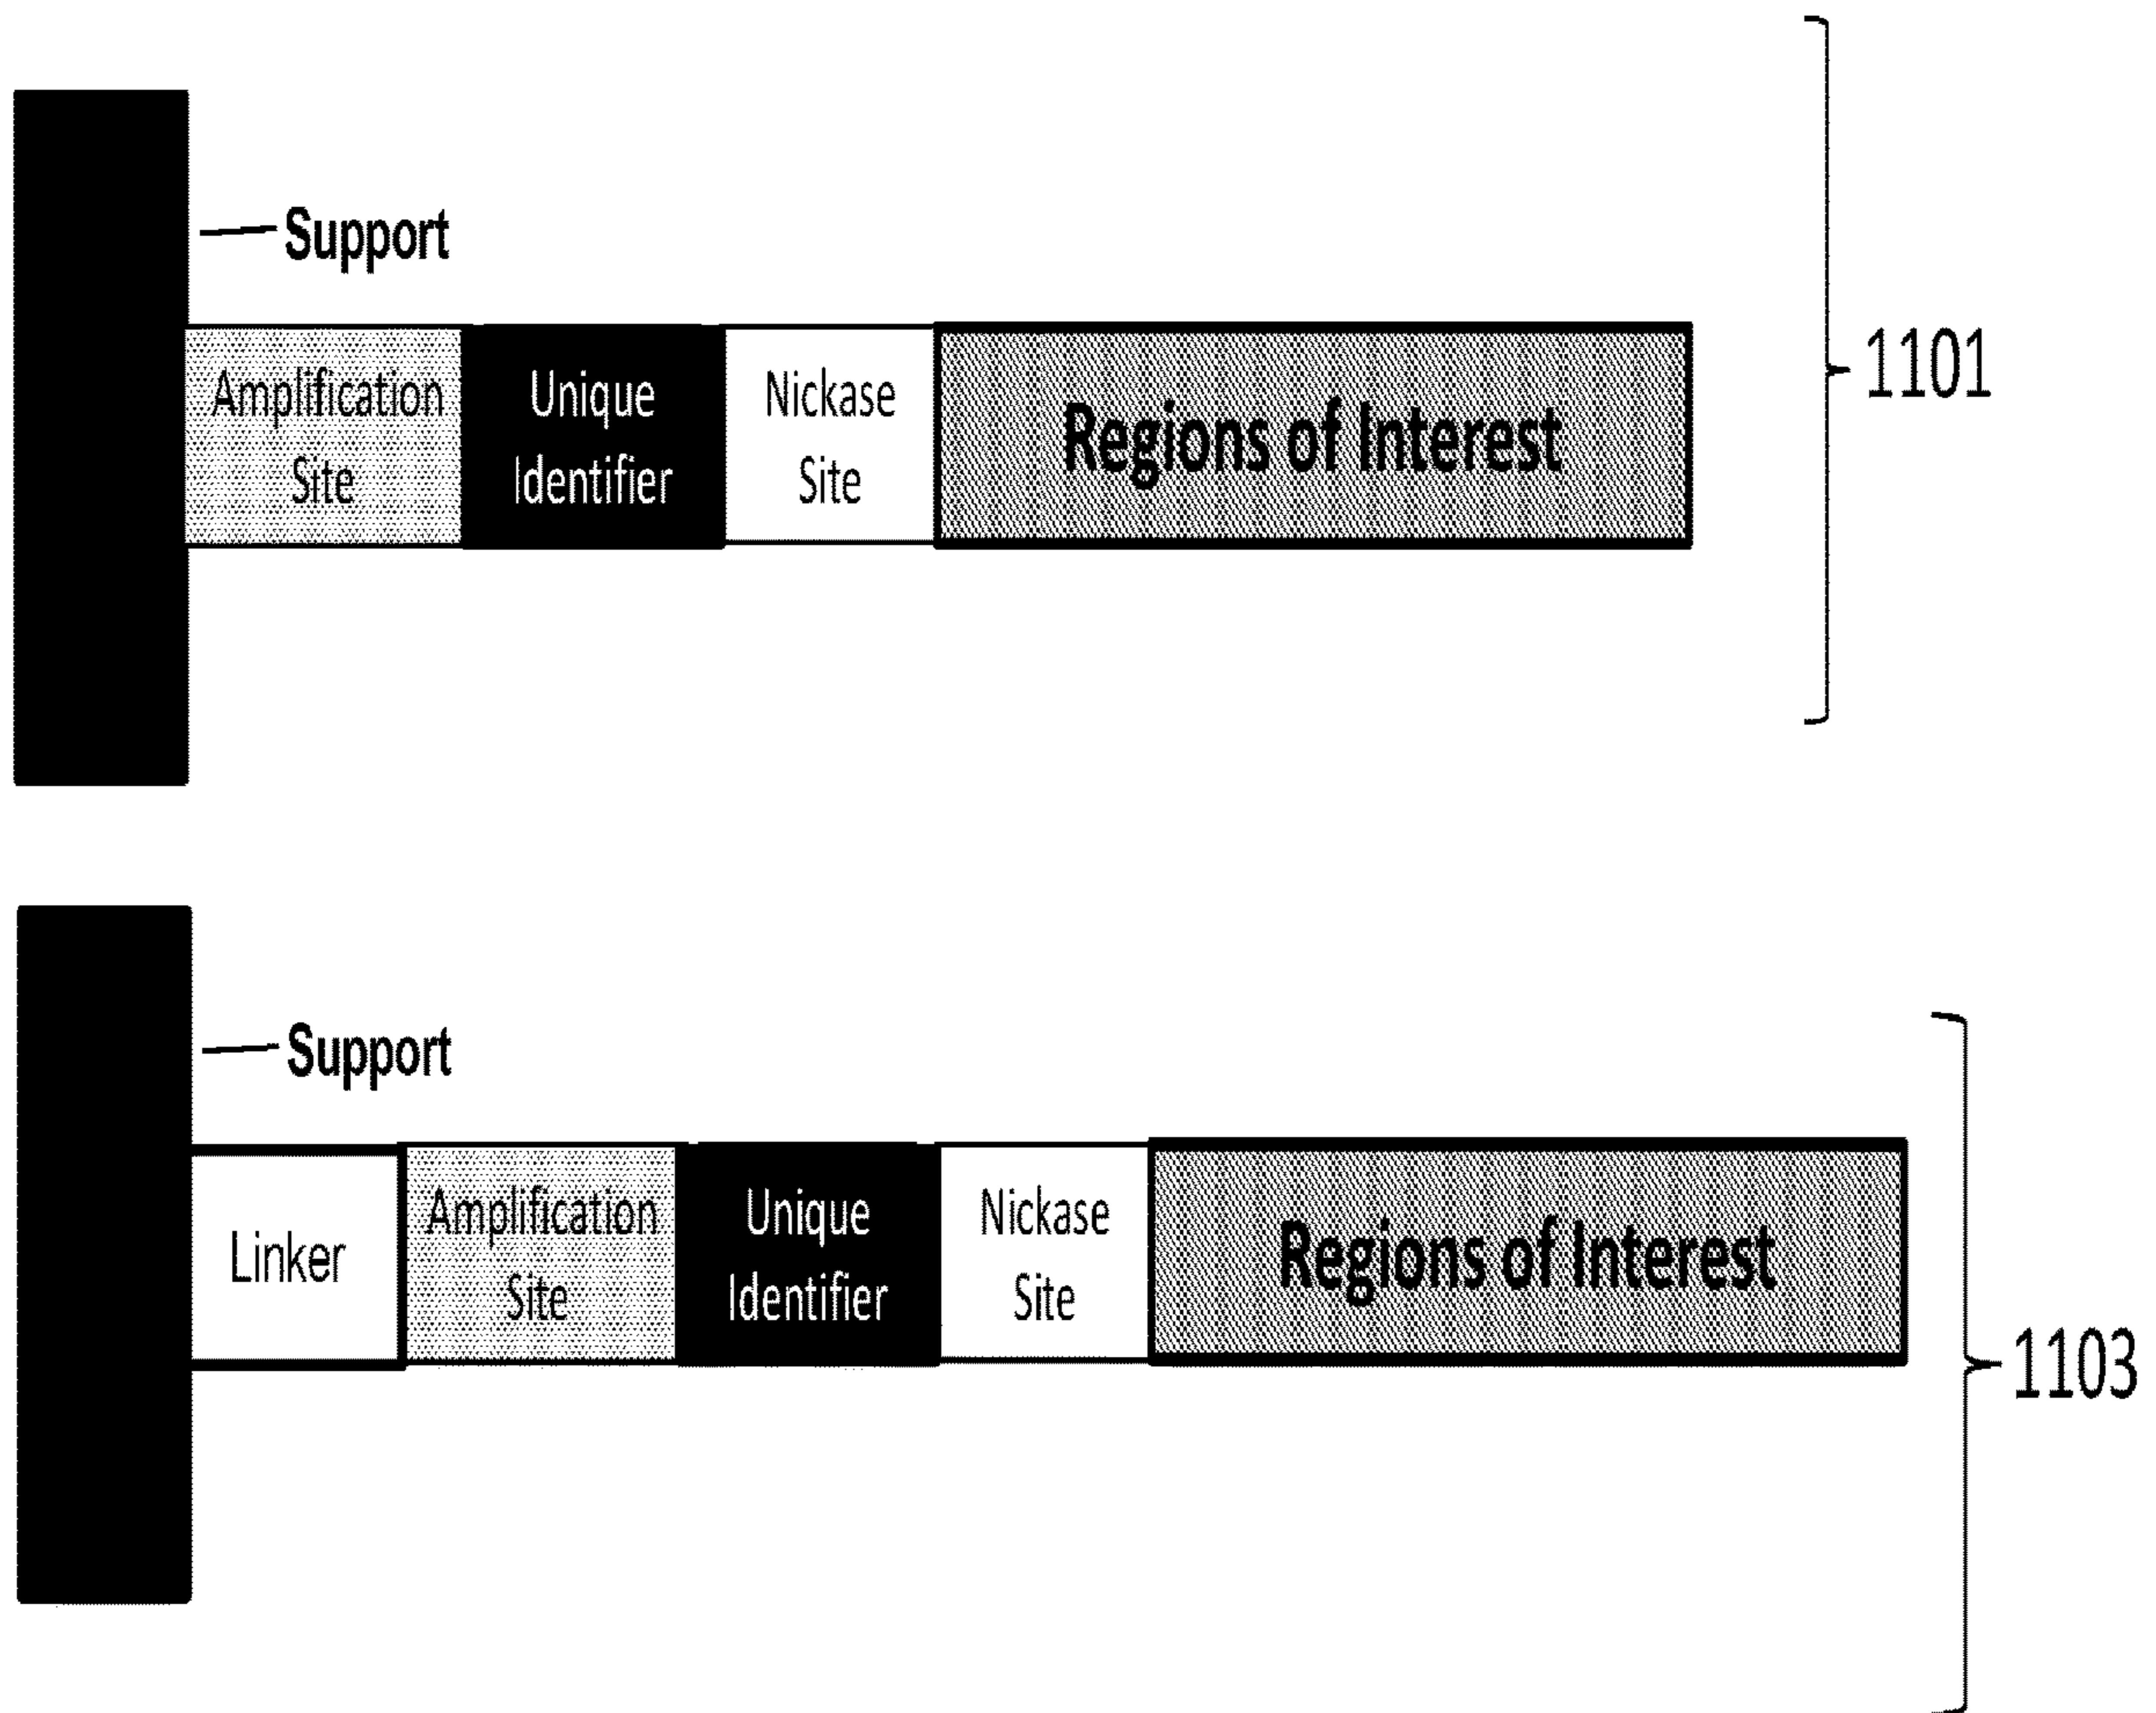 Support
Amplification
Site
Unique
Identifier
Nickase
Site
Regions of Interest
1101
Support
Linker
Amplification
Site
Unique
Identifier
Nickase
Site
Regions of Interest
1103